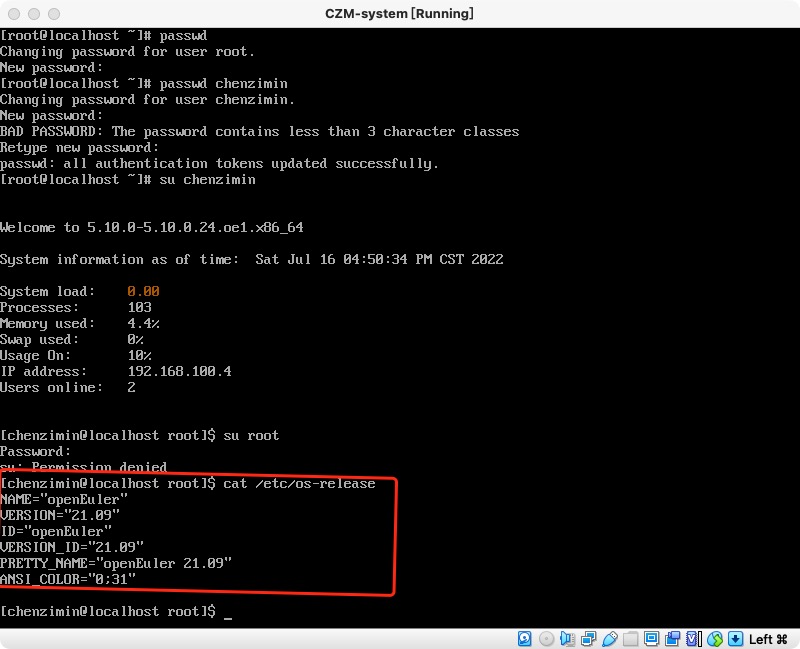 CZM-system [Running]
[root@localhost ~]# passwd
Changing password for user root.
New password:
[root@localhost ~]# passwd chenzimin
Changing password for user chenzimin.
New password:
BAD PASSWORD: The password contains less than 3 character classes
Retype new password:
passwd: all authentication tokens updated successfully.
[root@localhost ~]# su chenzimin
Welcome to 5.10.0-5.10.0.24.oe1.x86_64
System information as of time:  Sat Jul 16 04:50:34 PM CST 2022
System load:    0.00
Processes:      103
Memory used:    4.4%
Swap used:      0%
Usage On:       10%
IP address:     192.168.100.4
Users online:   2
[chenzimin@localhost root]$ su root
Password:
su: Permission denied
[chenzimin@localhost root]$ cat /etc/os-release
NAME="openEuler"
VERSION="21.09"
ID="openEuler"
VERSION_ID="21.09"
PRETTY_NAME="openEuler 21.09"
ANSI_COLOR="0;31"
[chenzimin@localhost root]$ _
Left ⌘